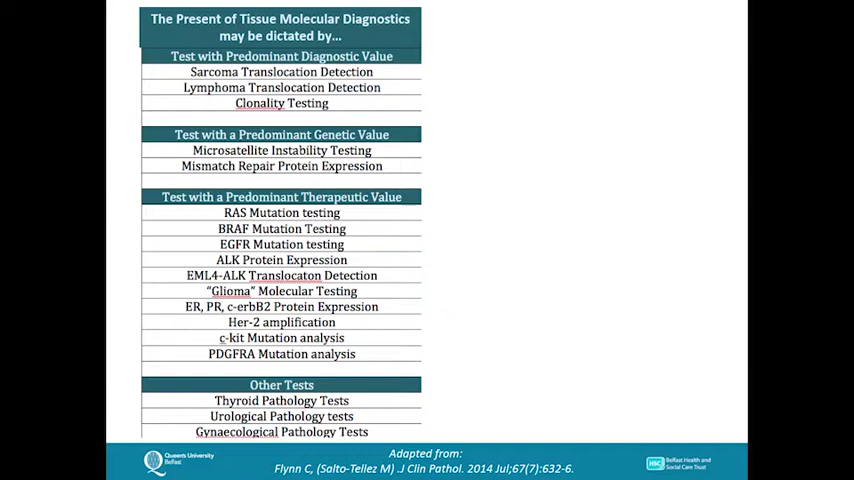 The Present of Tissue Molecular Diagnostics
may be dictated by...
Test with Predominant Diagnostic Value
Sarcoma Translocation Detection
Lymphoma Translocation Detection
Clonality Testing
Test with a Predominant Genetic Value
Microsatellite Instability Testing
Mismatch Repair Protein Expression
Test with a Predominant Therapeutic Value
RAS Mutation testing
BRAF Mutation Testing
EGFR Mutation testing
ALK Protein Expression
EML4-ALK Translocaton Detection
“Glioma” Molecular Testing
ER, PR, c-erbB2 Protein Expression
Her-2 amplification
c-kit Mutation analysis
PDGFRA Mutation analysis
Other Tests
Thyroid Pathology Tests
Urological Pathology tests
Gynaecological Pathology Tests
Queen's University
Belfast
Adapted from:
Flynn C, (Salto-Tellez M) .J Clin Pathol. 2014 Jul;67(7):632-6.
HSC Belfast Health and
Social Care Trust